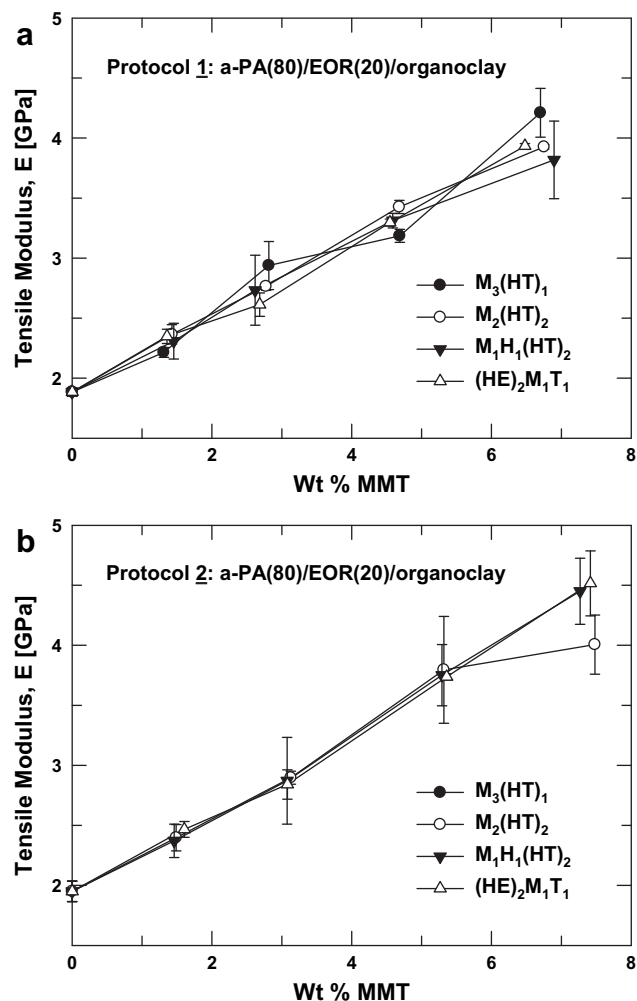 a
Protocol 1: a-PA(80)/EOR(20)/organoclay
Tensile Modulus, E [GPa]
5
4
3
2
M3(HT)1
M2(HT)2
M1H1(HT)2
(HE)2M1T1
0 2 4 6 8
Wt % MMT
b
Protocol 2: a-PA(80)/EOR(20)/organoclay
Tensile Modulus, E [GPa]
5
4
3
2
M3(HT)1
M2(HT)2
M1H1(HT)2
(HE)2M1T1
0 2 4 6 8
Wt % MMT